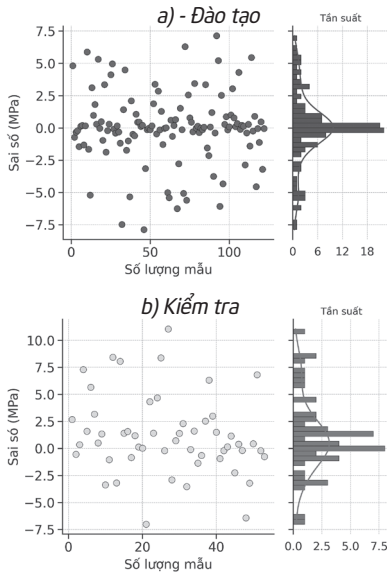 a) - Đào tạo
Tần suất
7.5
5.0
2.5
0.0
−2.5
−5.0
−7.5
Sai số (MPa)
0 50 100
0 6 12 18
Số lượng mẫu
b) Kiểm tra
Tần suất
10.0
7.5
5.0
2.5
0.0
−2.5
−5.0
−7.5
Sai số (MPa)
0 20 40
0.0 2.5 5.0 7.5
Số lượng mẫu